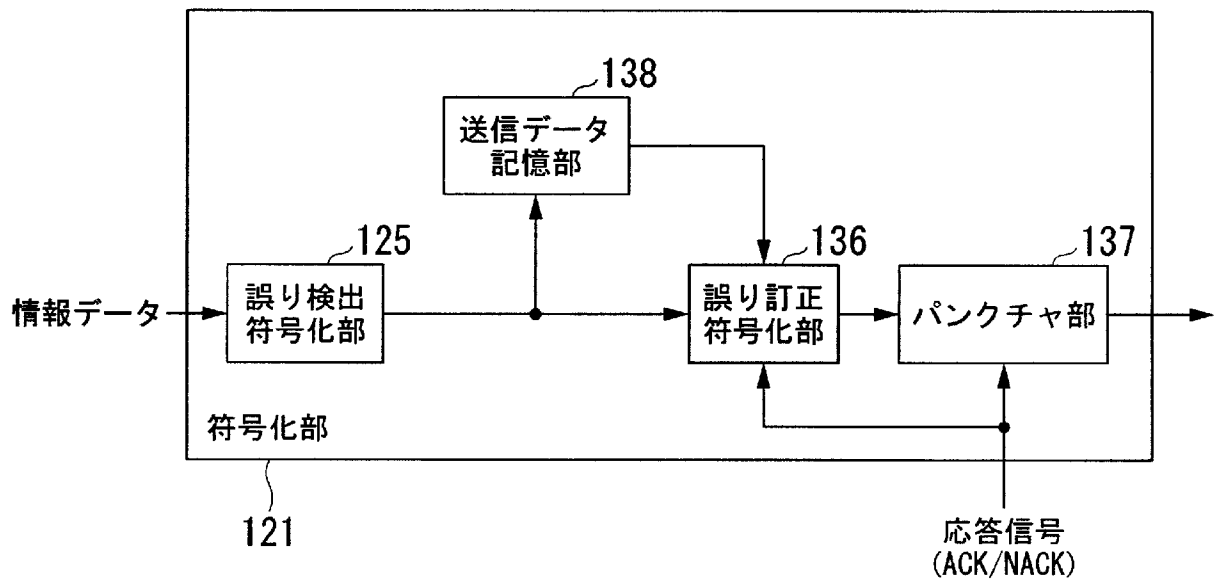 138
送信データ
記憶部
125
136
137
情報データ
誤り検出
符号化部
誤り訂正
符号化部
パンクチャ部
符号化部
121
応答信号
(ACK/NACK)